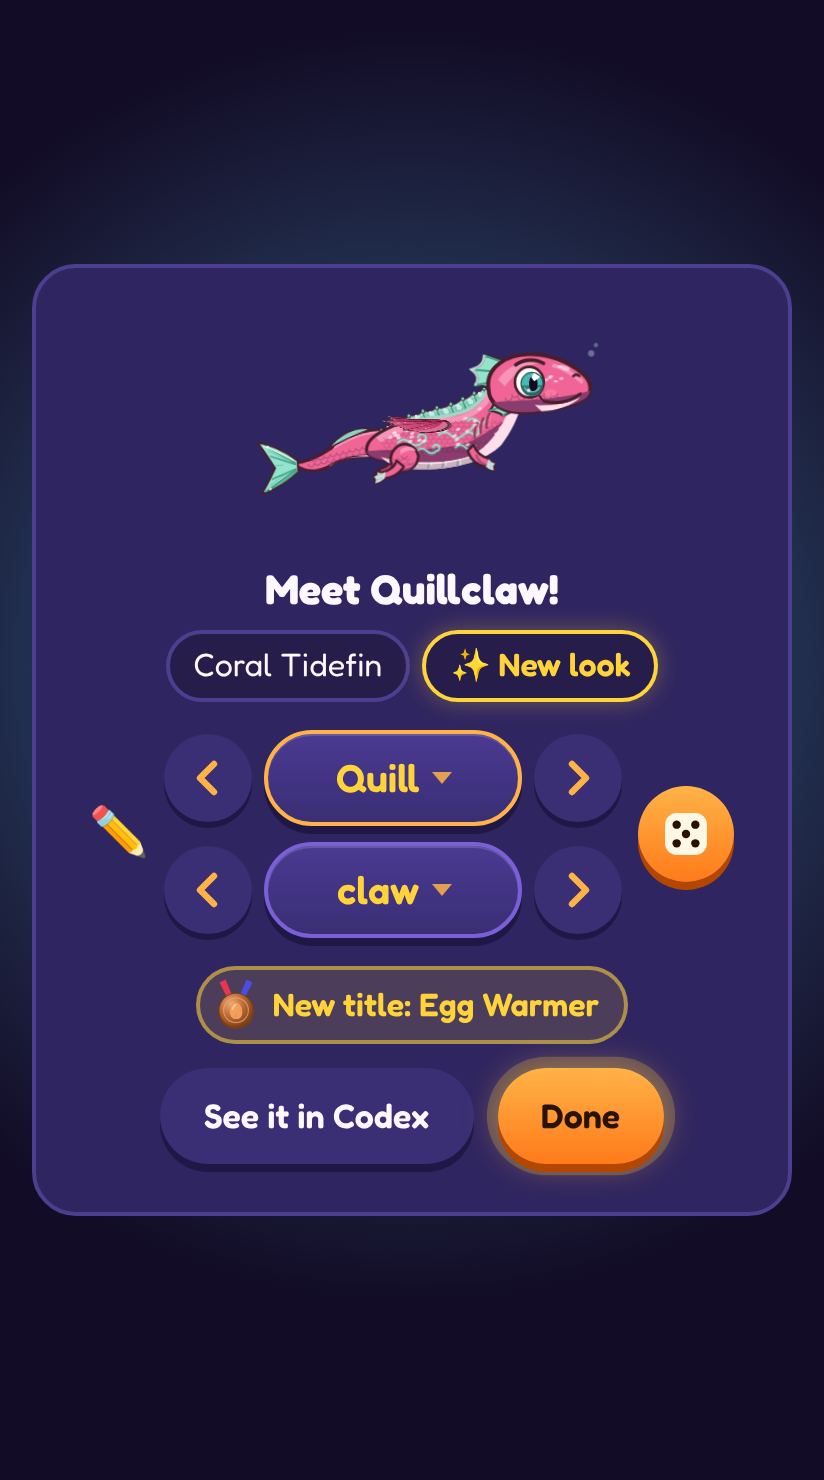 Meet Quillclaw!
Coral Tidefin
✨ New look
Quill
claw
New title: Egg Warmer
See it in Codex
Done